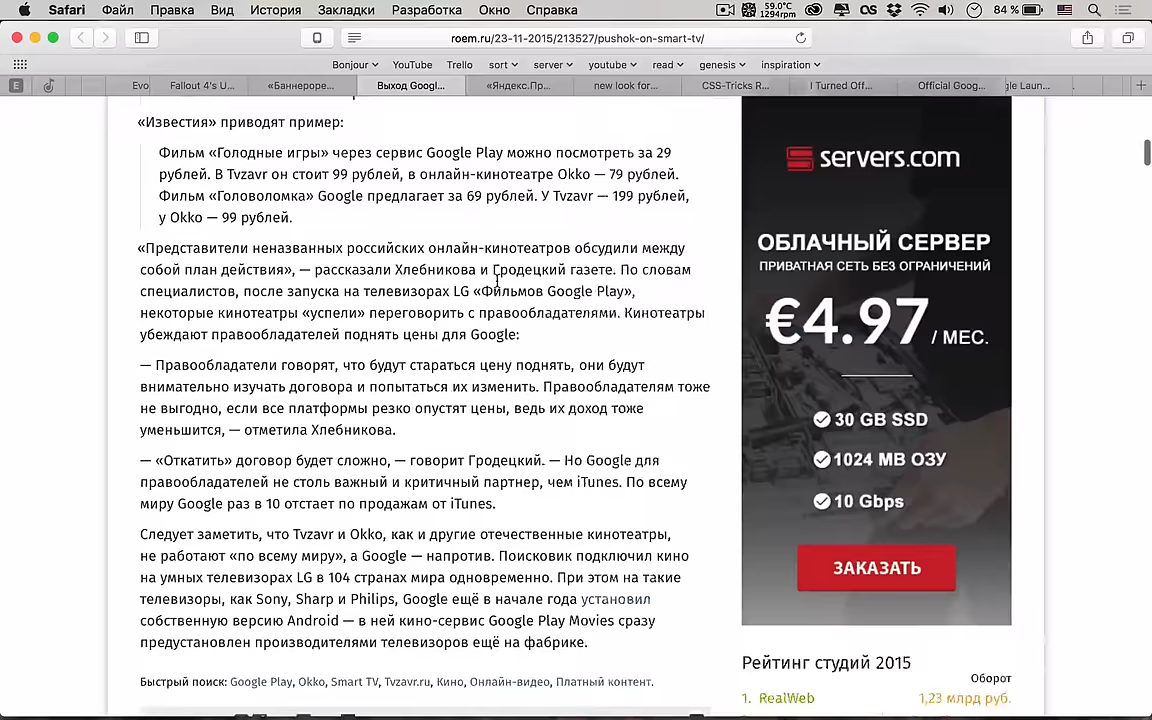 Safari Файл Правка Вид История Закладки Разработка Окно Справка
59.0°C
1294rpm
84 %
roem.ru/23-11-2015/213527/pushok-on-smart-tv/
Bonjour YouTube Trello sort server youtube read genesis inspiration
E Evo Fallout 4's U... «Баннероре... Выход Googl... «Яндекс.Пр... new look for... CSS-Tricks R... I Turned Off... Official Goog... gle Laun...
«Известия» приводят пример:
Фильм «Голодные игры» через сервис Google Play можно посмотреть за 29
рублей. В Tvzavr он стоит 99 рублей, в онлайн-кинотеатре Okko — 79 рублей.
Фильм «Головоломка» Google предлагает за 69 рублей. У Tvzavr — 199 рублей,
у Okko — 99 рублей.
«Представители неназванных российских онлайн-кинотеатров обсудили между
собой план действия», — рассказали Хлебникова и Гродецкий газете. По словам
специалистов, после запуска на телевизорах LG «Фильмов Google Play»,
некоторые кинотеатры «успели» переговорить с правообладателями. Кинотеатры
убеждают правообладателей поднять цены для Google:
— Правообладатели говорят, что будут стараться цену поднять, они будут
внимательно изучать договора и попытаться их изменить. Правообладателям тоже
не выгодно, если все платформы резко опустят цены, ведь их доход тоже
уменьшится, — отметила Хлебникова.
— «Откатить» договор будет сложно, — говорит Гродецкий. — Но Google для
правообладателей не столь важный и критичный партнер, чем iTunes. По всему
миру Google раз в 10 отстает по продажам от iTunes.
Следует заметить, что Tvzavr и Okko, как и другие отечественные кинотеатры,
не работают «по всему миру», а Google — напротив. Поисковик подключил кино
на умных телевизорах LG в 104 странах мира одновременно. При этом на такие
телевизоры, как Sony, Sharp и Philips, Google ещё в начале года установил
собственную версию Android — в ней кино-сервис Google Play Movies сразу
предустановлен производителями телевизоров ещё на фабрике.
Быстрый поиск: Google Play, Okko, Smart TV, Tvzavr.ru, Кино, Онлайн-видео, Платный контент.
servers.com
ОБЛАЧНЫЙ СЕРВЕР
ПРИВАТНАЯ СЕТЬ БЕЗ ОГРАНИЧЕНИЙ
€4.97 / МЕС.
30 GB SSD
1024 MB ОЗУ
10 Gbps
ЗАКАЗАТЬ
Рейтинг студий 2015
Оборот
1. RealWeb 1,23 млрд руб.